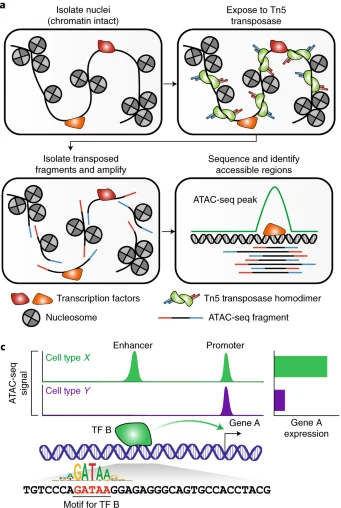 a
Isolate nuclei
(chromatin intact)
Expose to Tn5
transposase
Isolate transposed
fragments and amplify
Sequence and identify
accessible regions
ATAC-seq peak
Transcription factors
Tn5 transposase homodimer
Nucleosome
ATAC-seq fragment
c
Enhancer
Promoter
ATAC-seq
signal
Cell type X
Cell type Y
Gene A
expression
TF B
Gene A
GATAA
TGTCCCAGATAAGGAGAGGGCAGTGCCACCTACG
Motif for TF B